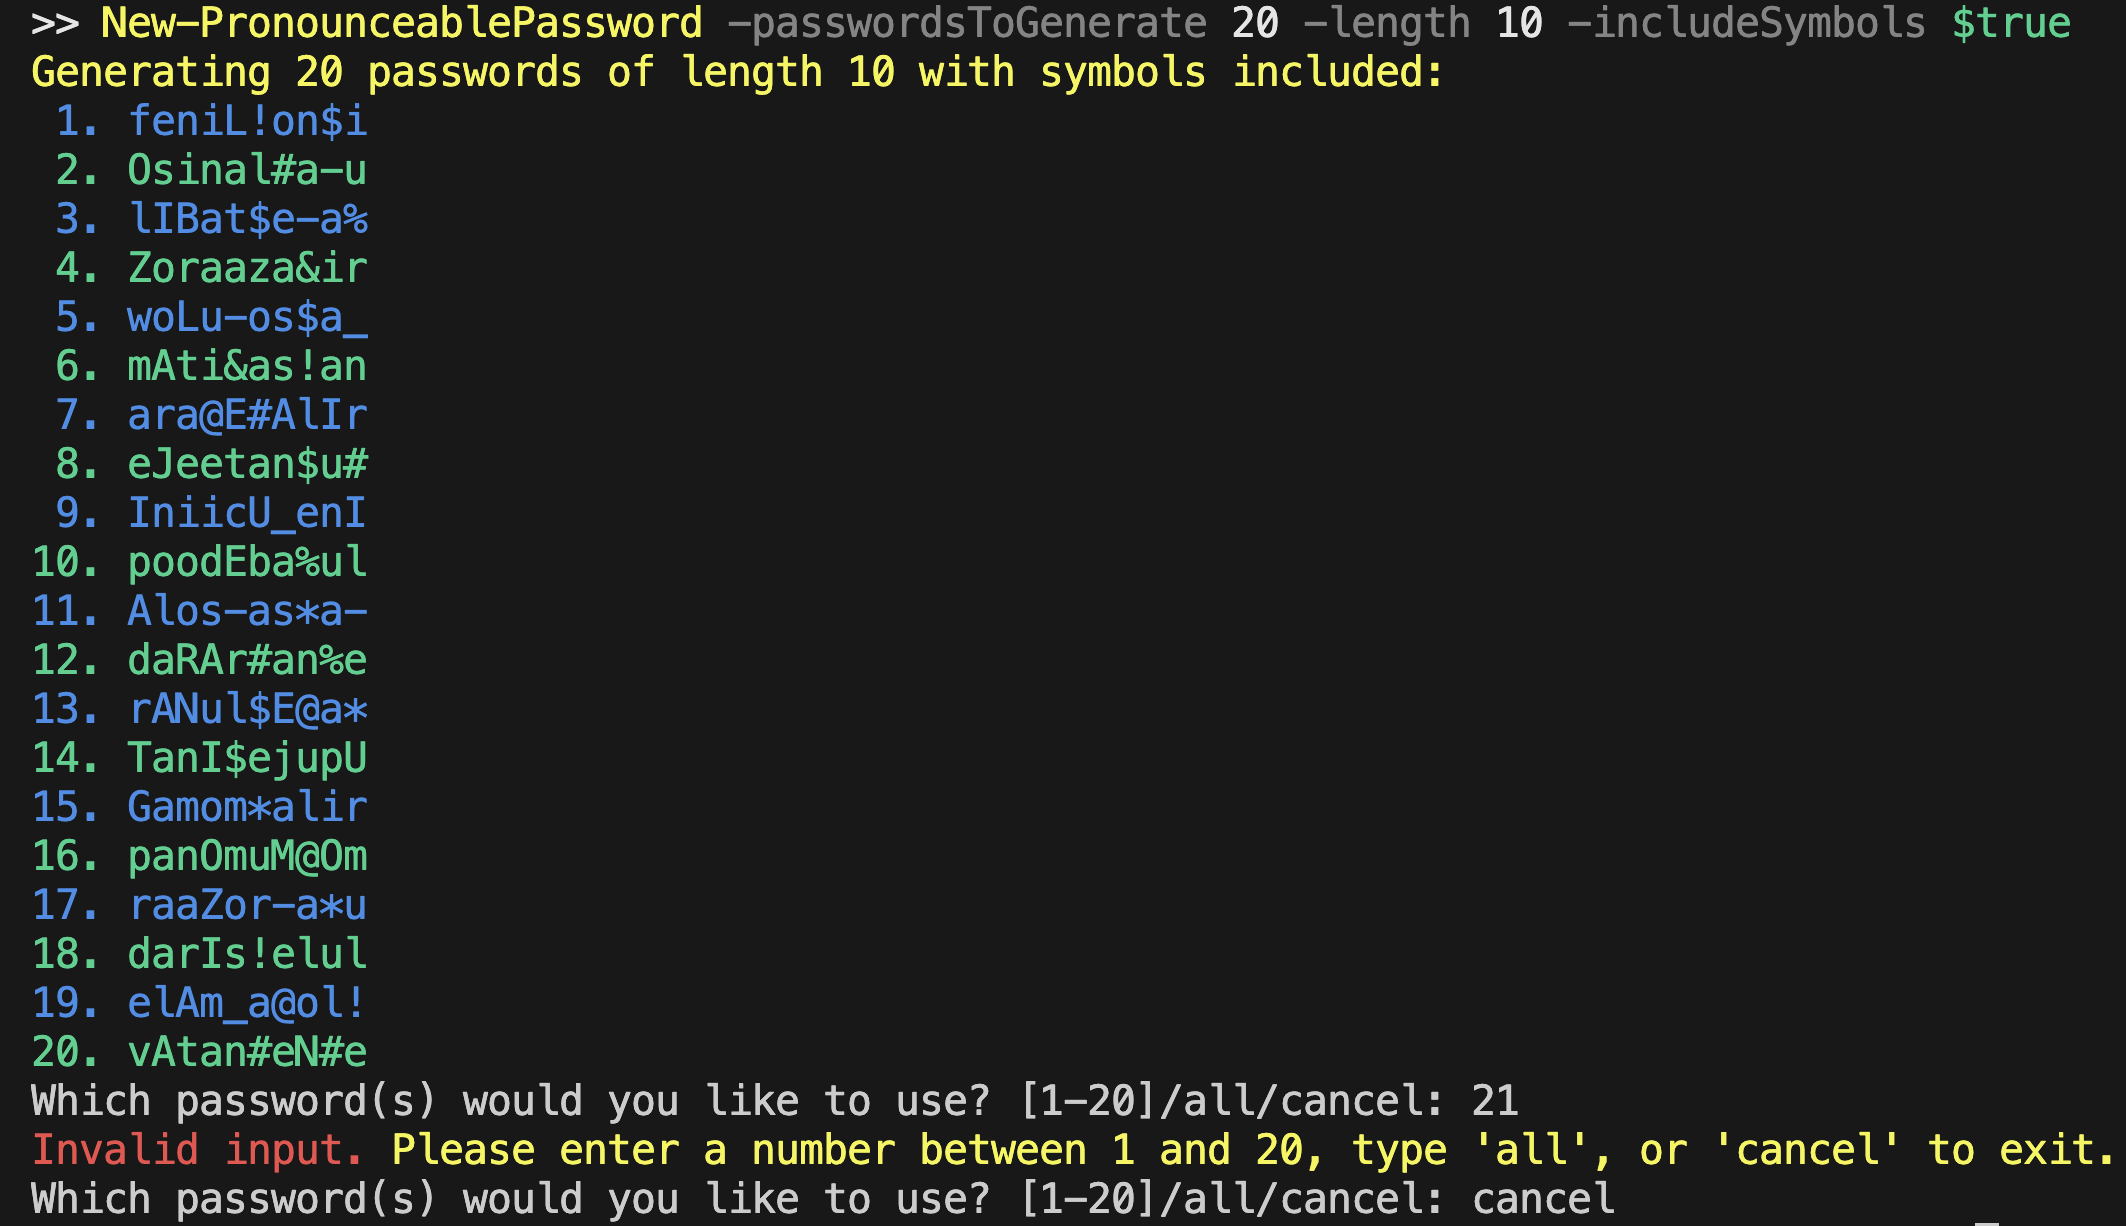 >> New-PronounceablePassword -passwordsToGenerate 20 -length 10 -includeSymbols $true
Generating 20 passwords of length 10 with symbols included:
 1. feniL!on$i
 2. Osinal#a-u
 3. lIBat$e-a%
 4. Zoraaza&ir
 5. woLu-os$a_
 6. mAti&as!an
 7. ara@E#AlIr
 8. eJeetan$u#
 9. IniicU_enI
10. poodEba%ul
11. Alos-as*a-
12. daRAr#an%e
13. rANul$E@a*
14. TanI$ejupU
15. Gamom*alir
16. panOmuM@Om
17. raaZor-a*u
18. darIs!elul
19. elAm_a@ol!
20. vAtan#eN#e
Which password(s) would you like to use? [1-20]/all/cancel: 21
Invalid input. Please enter a number between 1 and 20, type 'all', or 'cancel' to exit.
Which password(s) would you like to use? [1-20]/all/cancel: cancel